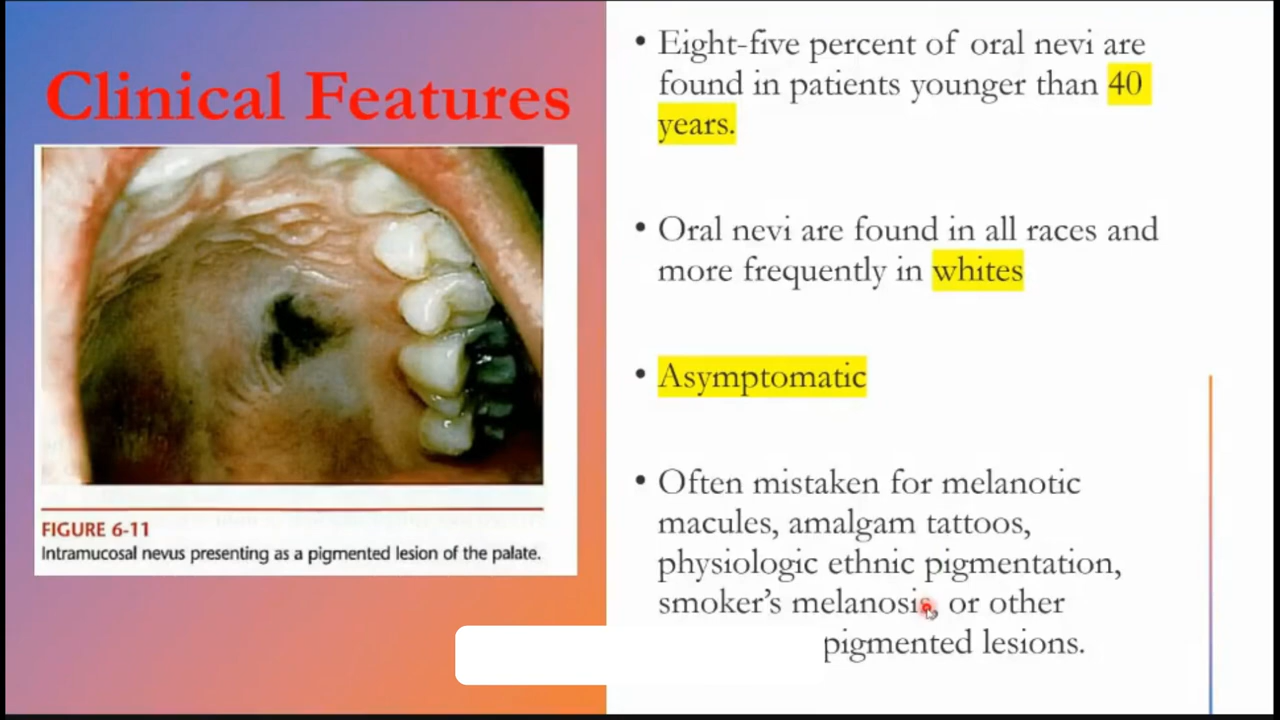 Clinical Features
FIGURE 6-11
Intramucosal nevus presenting as a pigmented lesion of the palate.
• Eight-five percent of oral nevi are
found in patients younger than 40
years.
• Oral nevi are found in all races and
more frequently in whites
• Asymptomatic
• Often mistaken for melanotic
macules, amalgam tattoos,
physiologic ethnic pigmentation,
smoker's melanosis, or other
pigmented lesions.